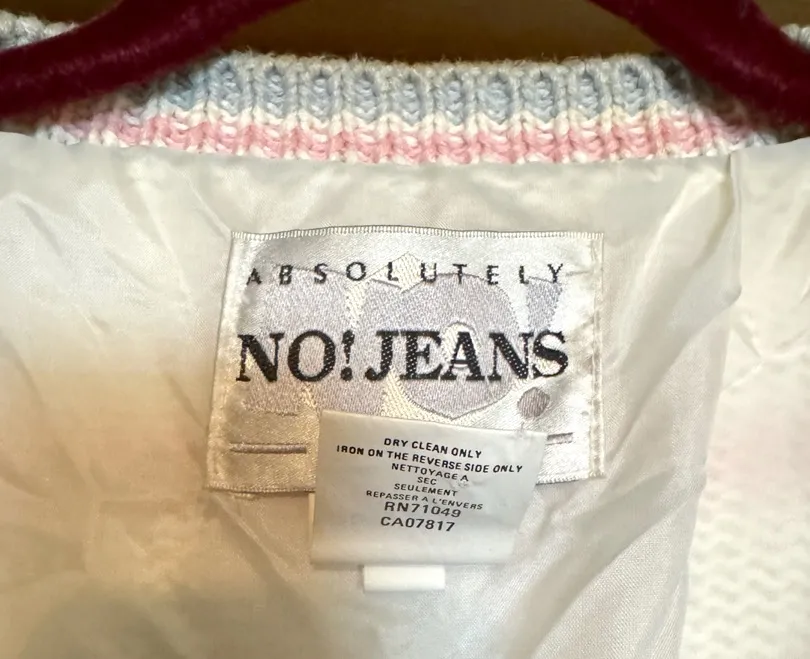 ABSOLUTELY
NO! JEANS
DRY CLEAN ONLY
IRON ON THE REVERSE SIDE ONLY
NETTOYAGE A
SEC
SEULEMENT
REPASSER A L'ENVERS
RN71049
CA07817